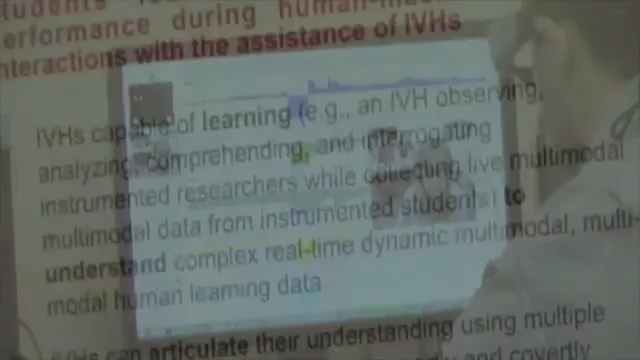 performance during human-
interactions with the assistance of IVHs
IVHs capable of learning (e.g., an IVH observing,
analyzing, comprehending, and interrogating
instrumented researchers while collecting live multimodal
multimodal data from instrumented students) to
understand complex real-time dynamic multimodal, multi-
modal human learning data
IVHs can articulate their understanding using multiple
and covertly